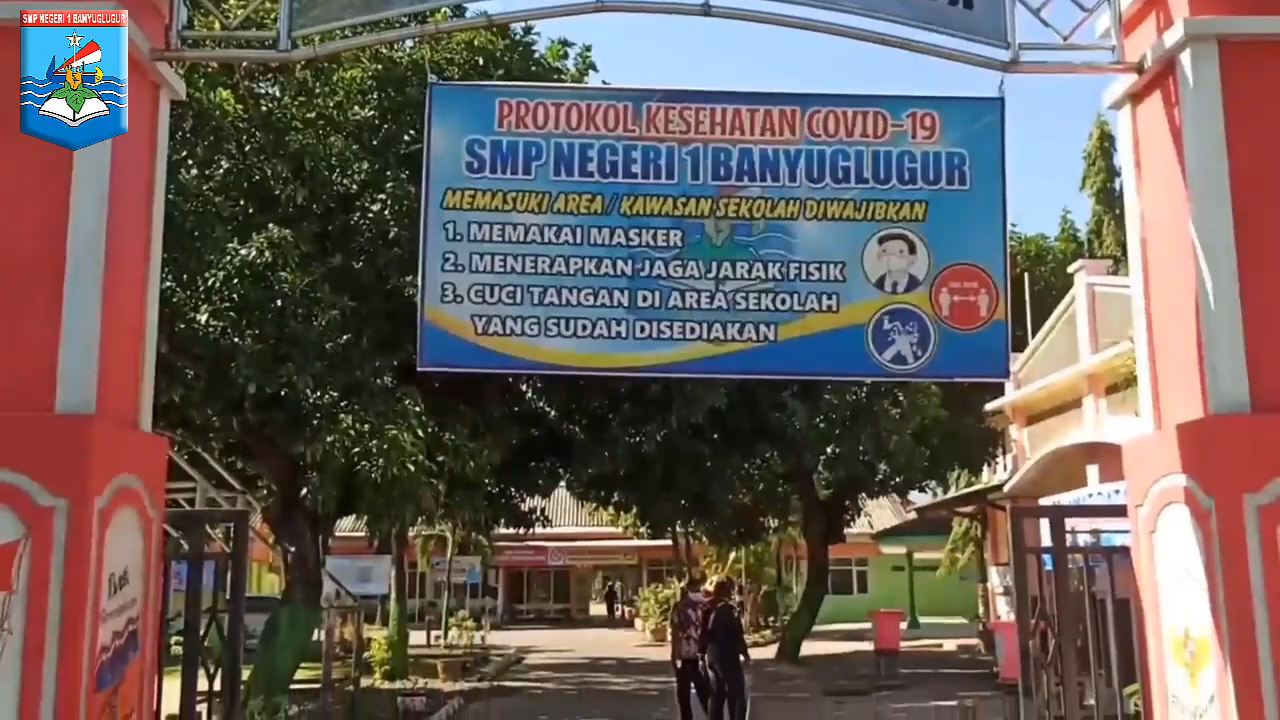 SMP NEGERI 1 BANYUGLUGUR
PROTOKOL KESEHATAN COVID-19
SMP NEGERI 1 BANYUGLUGUR
MEMASUKI AREA / KAWASAN SEKOLAH DIWAJIBKAN
1. MEMAKAI MASKER
2. MENERAPKAN JAGA JARAK FISIK
3. CUCI TANGAN DI AREA SEKOLAH
YANG SUDAH DISEDIAKAN